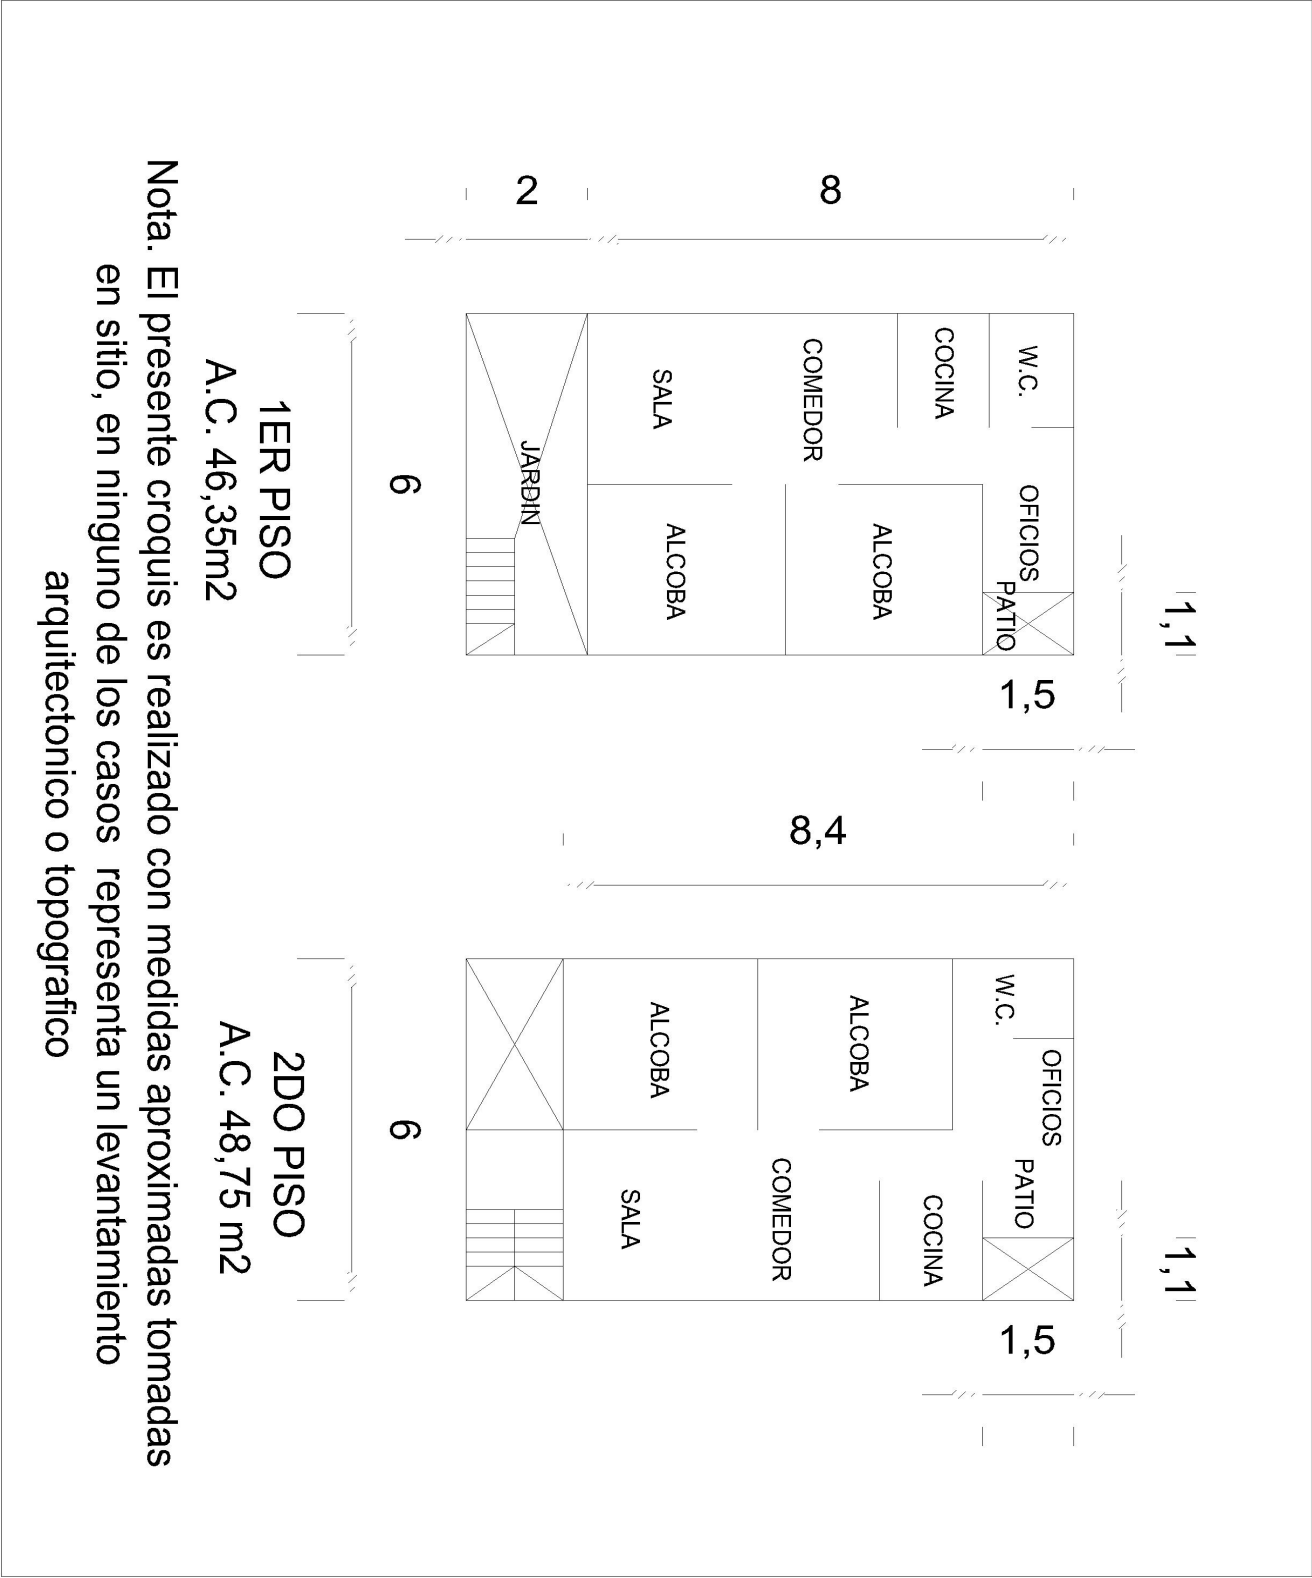 1,1
1,5
8
2
W.C.
OFICIOS
PATIO
COCINA
COMEDOR
ALCOBA
SALA
ALCOBA
JARDIN
6
1ER PISO
A.C. 46,35m2
1,1
1,5
8,4
W.C.
OFICIOS
PATIO
COCINA
ALCOBA
COMEDOR
ALCOBA
SALA
6
2DO PISO
A.C. 48,75 m2
Nota. El presente croquis es realizado con medidas aproximadas tomadas
en sitio, en ninguno de los casos representa un levantamiento
arquitectonico o topografico